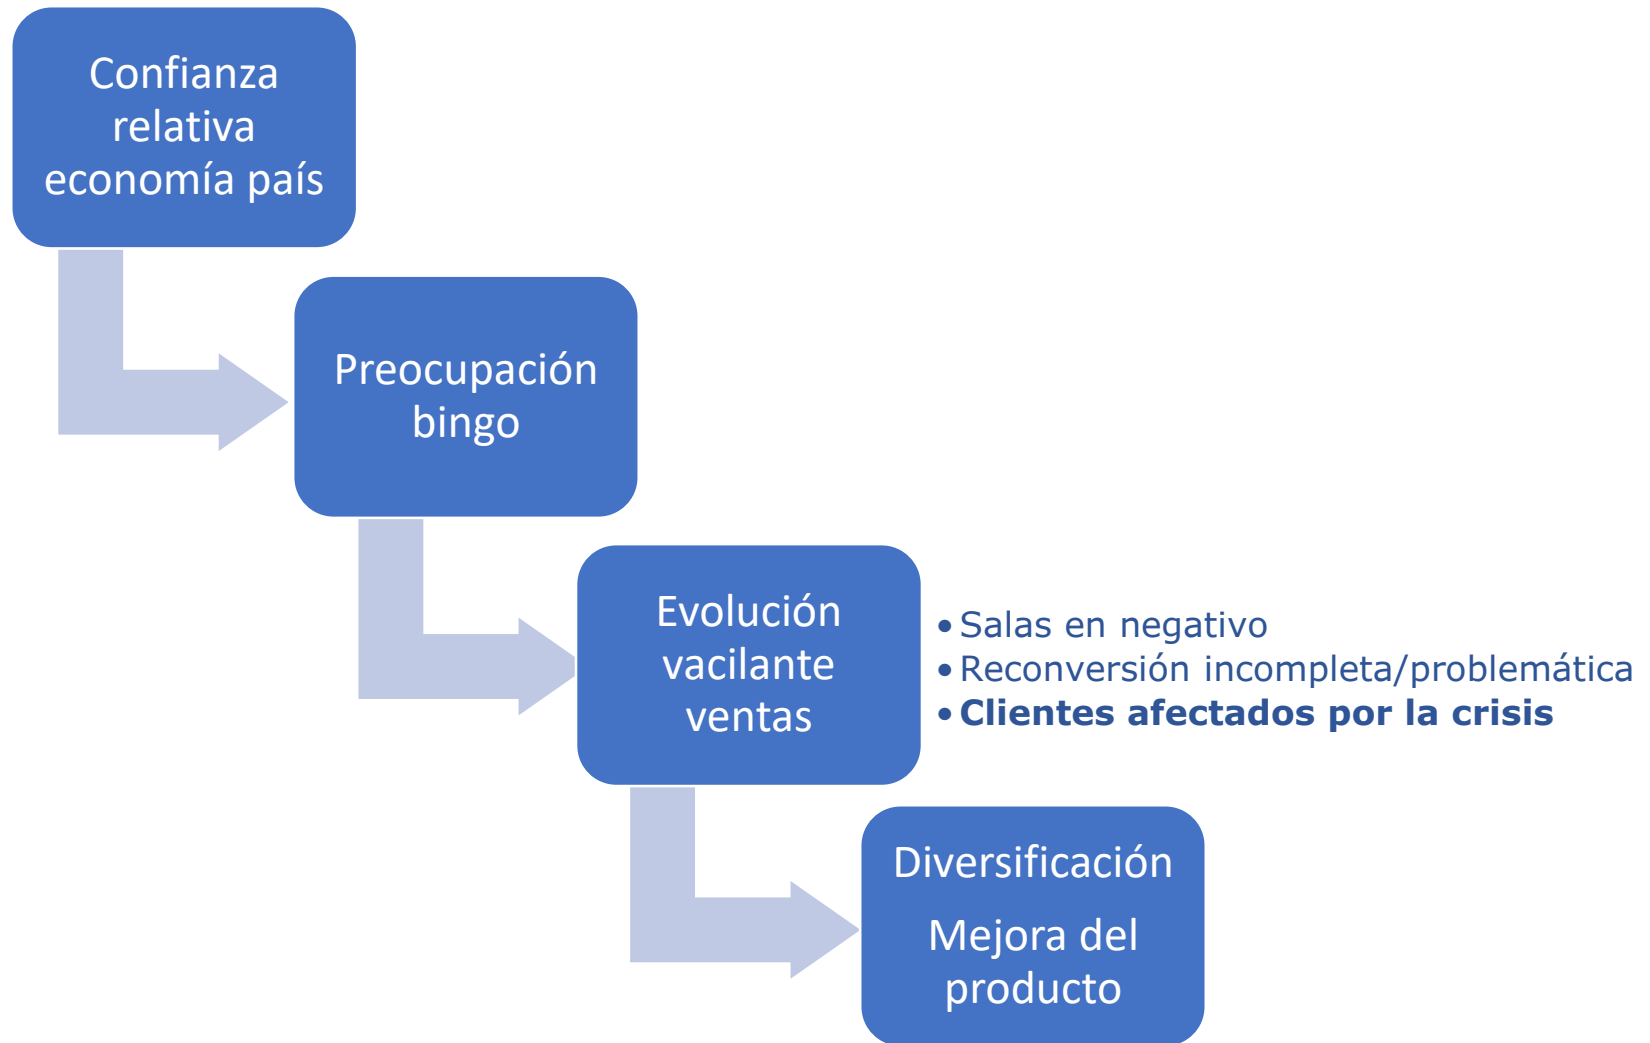 Confianza
relativa
economía país
Preocupación
bingo
Evolución
vacilante
ventas
•Salas en negativo
•Reconversión incompleta/problemática
•Clientes afectados por la crisis
Diversificación
Mejora del
producto